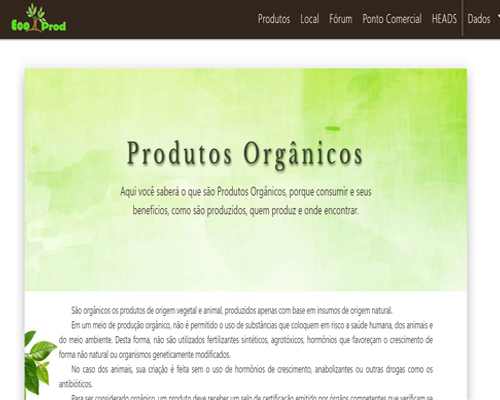 Eco Prod
Produtos Local Fórum Ponto Comercial HEADS Dados
Produtos Orgânicos
Aqui você saberá o que são Produtos Orgânicos, porque consumir e seus
benefícios, como são produzidos, quem produz e onde encontrar.
São orgânicos os produtos de origem vegetal e animal, produzidos apenas com base em insumos de origem natural.
Em um meio de produção orgânico, não é permitido o uso de substâncias que coloquem em risco a saúde humana, dos animais e
do meio ambiente. Desta forma, não são utilizados fertilizantes sintéticos, agrotóxicos, hormônios que favoreçam o crescimento de
forma não natural ou organismos geneticamente modificados.
No caso dos animais, sua criação é feita sem o uso de hormônios de crescimento, anabolizantes ou outras drogas como os
antibióticos.
Para ser considerado orgânico, um produto deve receber um selo de certificação emitido por órgãos competentes que verificam se